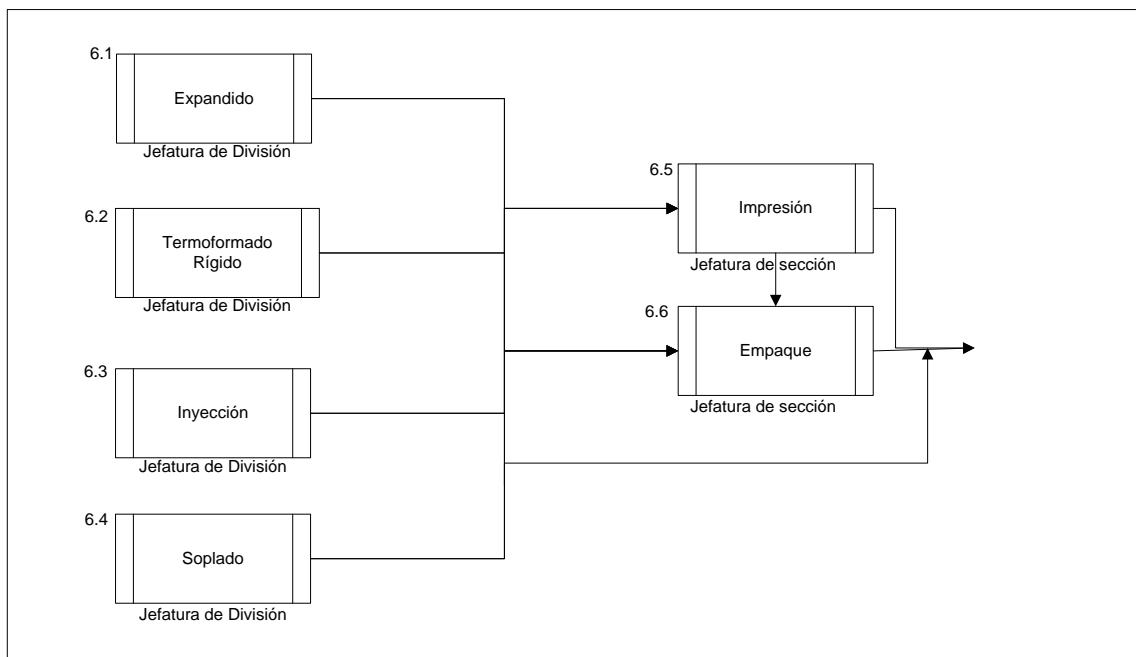 6.1
Expandido
Jefatura de División
6.2
Termoformado
Rígido
Jefatura de División
6.3
Inyección
Jefatura de División
6.4
Soplado
Jefatura de División
6.5
Impresión
Jefatura de sección
6.6
Empaque
Jefatura de sección